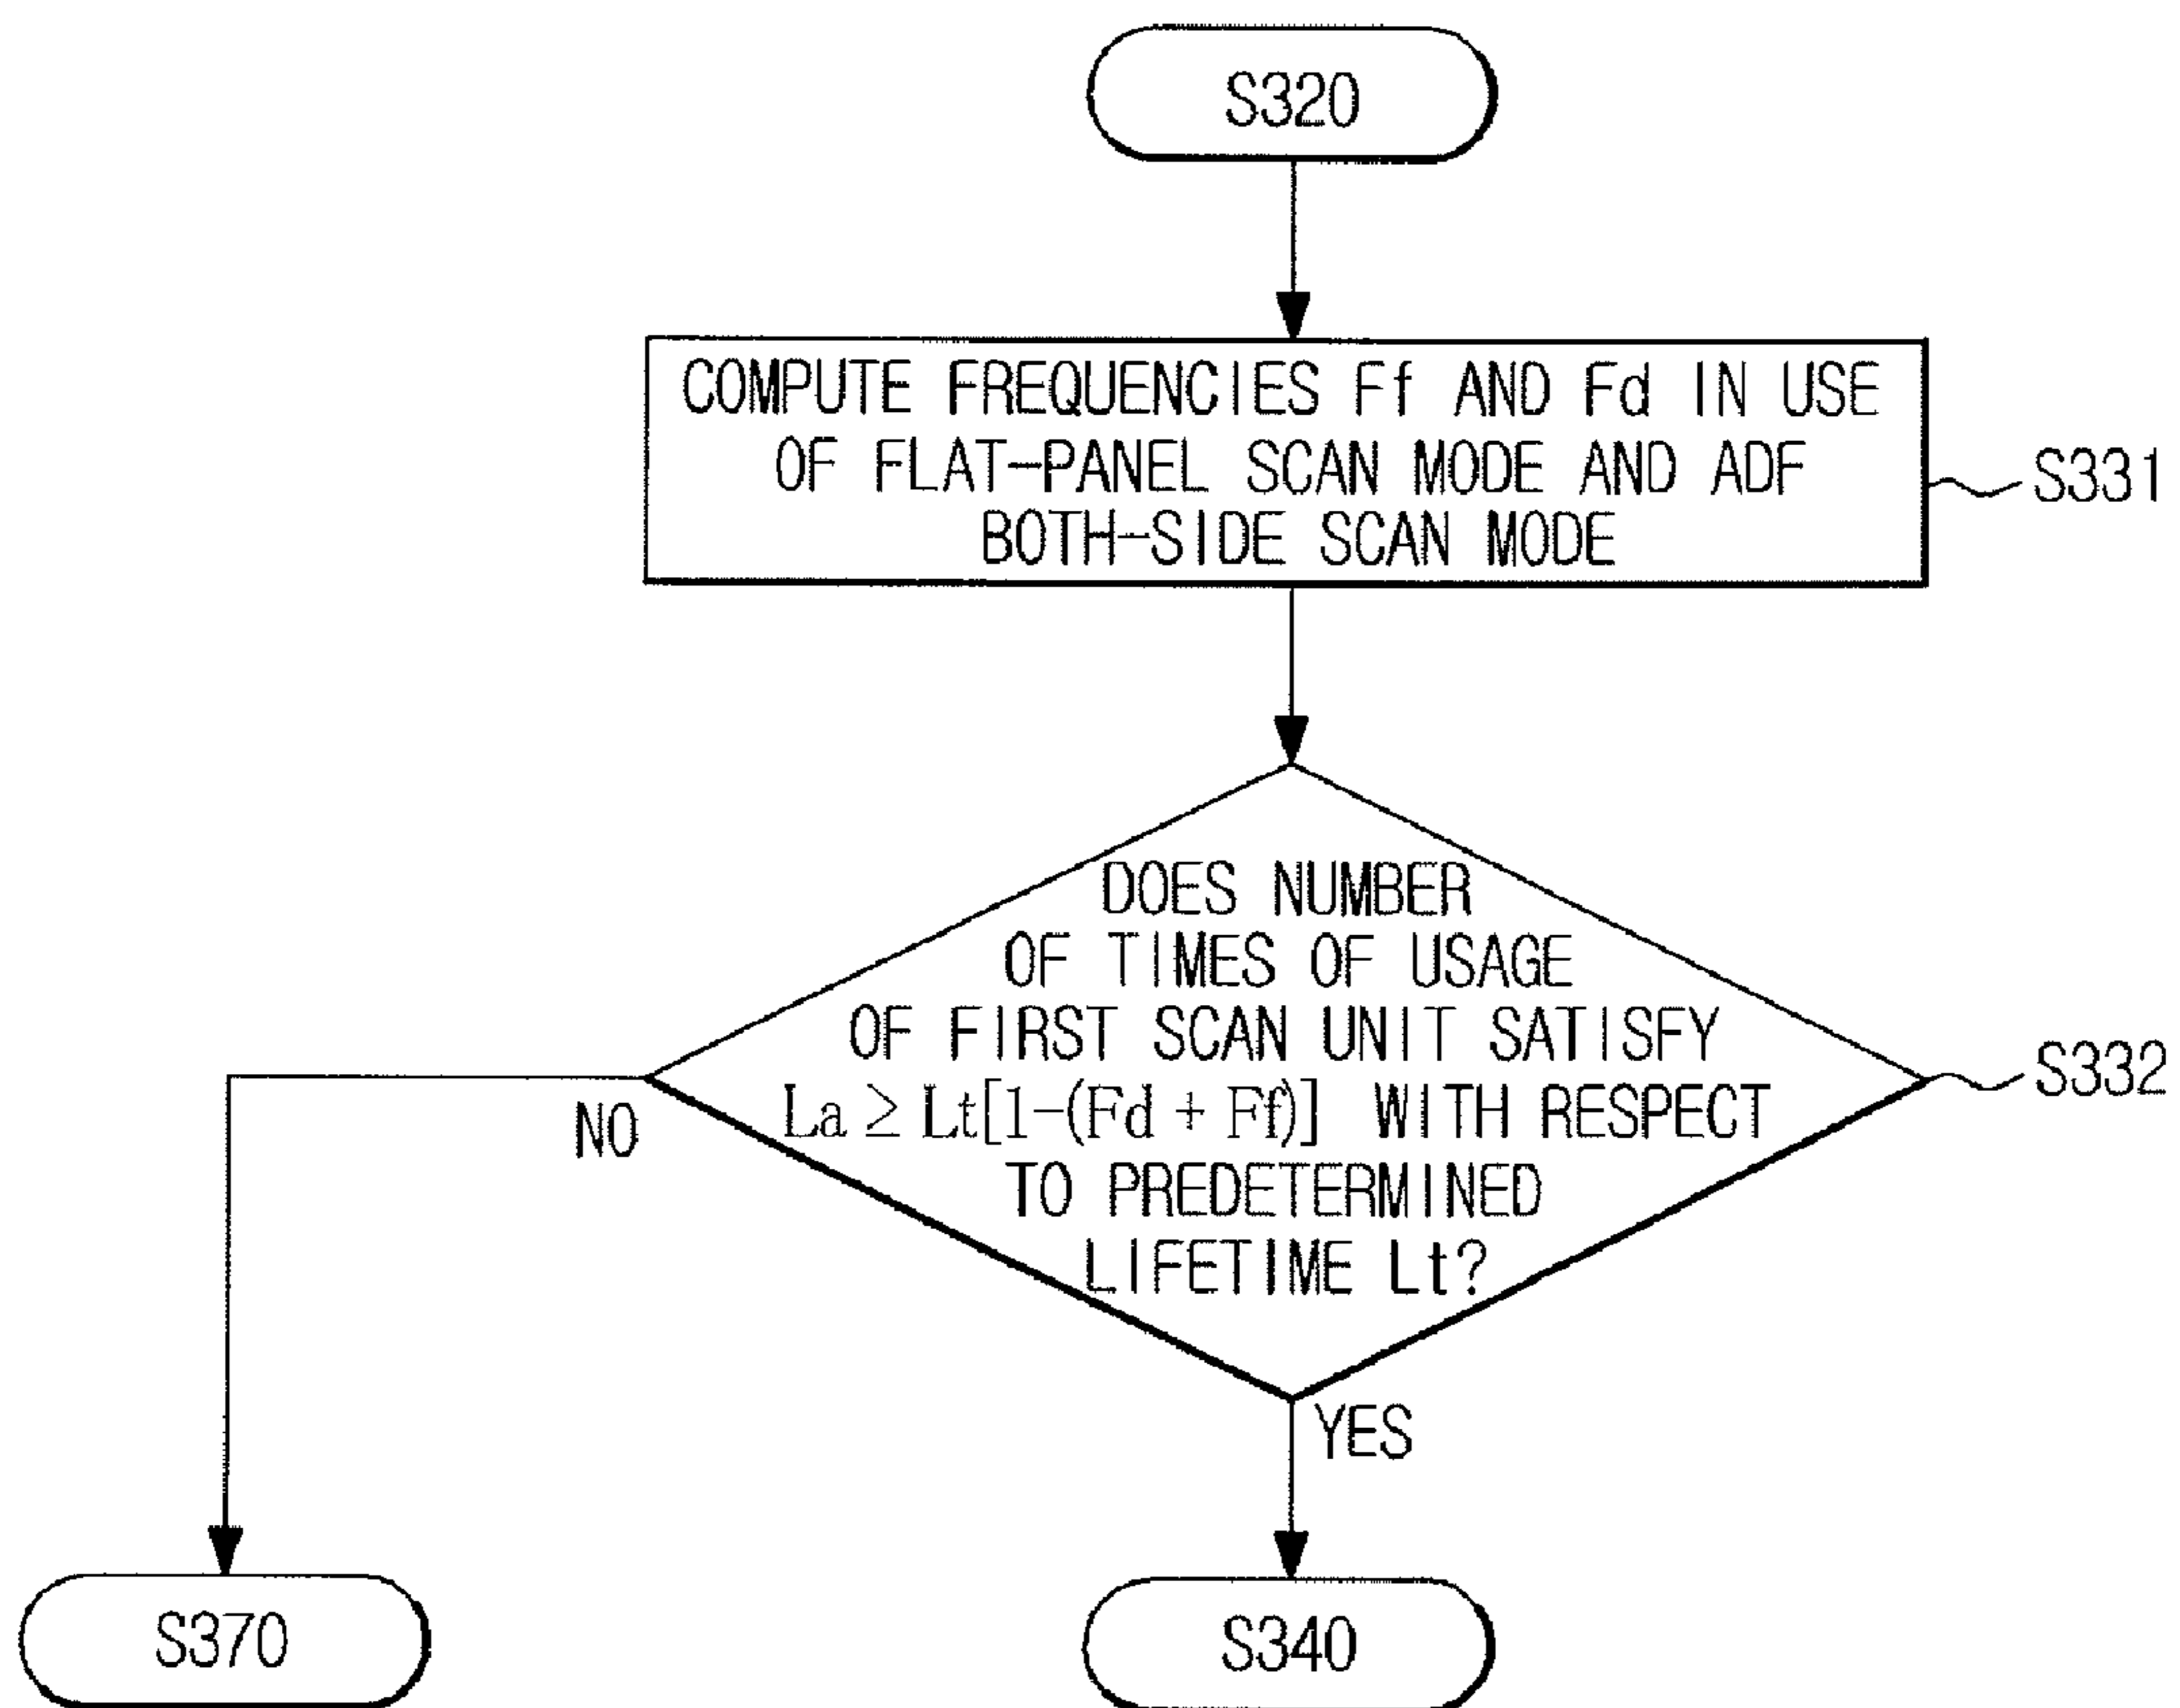 S320
COMPUTE FREQUENCIES Ff AND Fd IN USE
OF FLAT-PANEL SCAN MODE AND ADF
BOTH-SIDE SCAN MODE
S331
DOES NUMBER
OF TIMES OF USAGE
OF FIRST SCAN UNIT SATISFY
La ≥ Lt[1-(Fd + Ff)] WITH RESPECT
TO PREDETERMINED
LIFETIME Lt?
S332
NO
YES
S370
S340